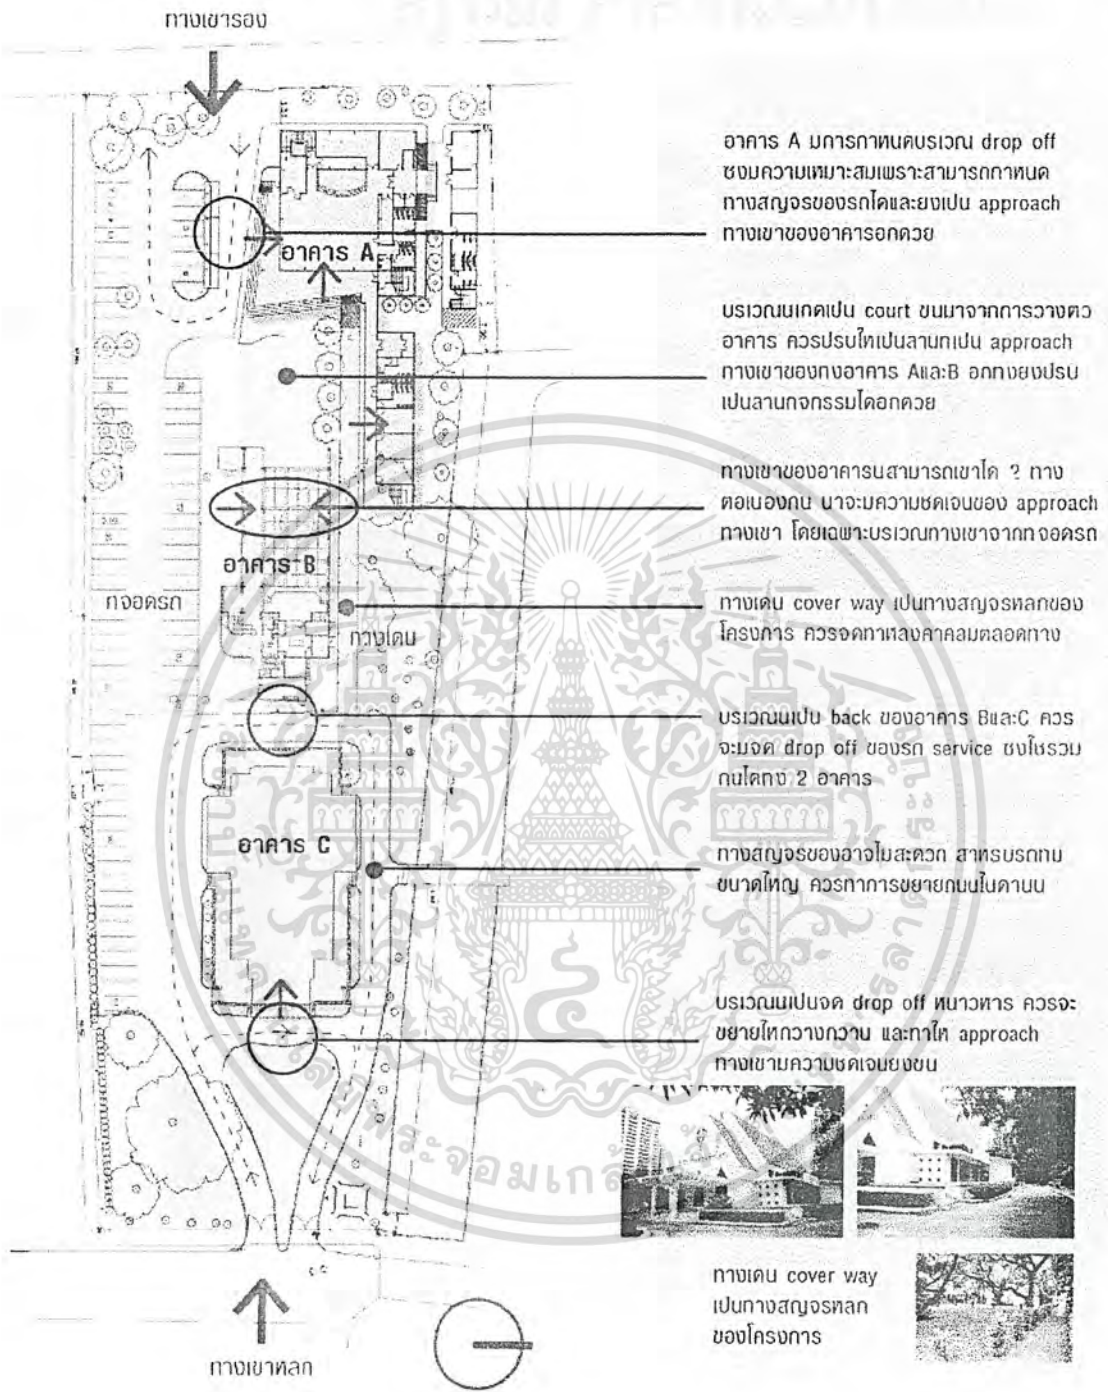 ทางเขารอง
อาคาร A มการกาหนดบรเวณ drop off
ซงมความเหมาะสมเพราะสามารถกาหนด
ทางสญจรของรถไดและยงเปน approach
ทางเขาของอาคารอกดวย
อาคาร A
บรเวณนเกดเปน court ขนมาจากการวางตว
อาคาร ควรปรบใหเปนลานทเปน approach
ทางเขาของทงอาคาร AและB อกทงยงปรบ
เปนลานกจกรรมไดอกดวย
ทางเขาของอาคารนสามารถเขาได 2 ทาง
ตอเนองกน นาจะมความชดเจนของ approach
ทางเขา โดยเฉพาะบรเวณทางเขาจากทจอดรถ
อาคาร B
ทจอดรถ
ทางเดน
ทางเดน cover way เปนทางสญจรหลกของ
โครงการ ควรจดทาหลงคาคลมตลอดทาง
บรเวณนเปน back ของอาคาร BและC ควร
จะมจด drop off ของรถ service ซงใชรวม
กนไดทง 2 อาคาร
อาคาร C
ทางสญจรของอาจไมสะดวก สาหรบรถทม
ขนาดใหญ ควรทาการขยายถนนในดานน
บรเวณนเปนจด drop off หนาวหาร ควรจะ
ขยายใหกวางกวาน และทาให approach
ทางเขามความชดเจนยงขน
ทางเดน cover way
เปนทางสญจรหลก
ของโครงการ
ทางเขาหลก
พระจอมเกล้าเจ้า